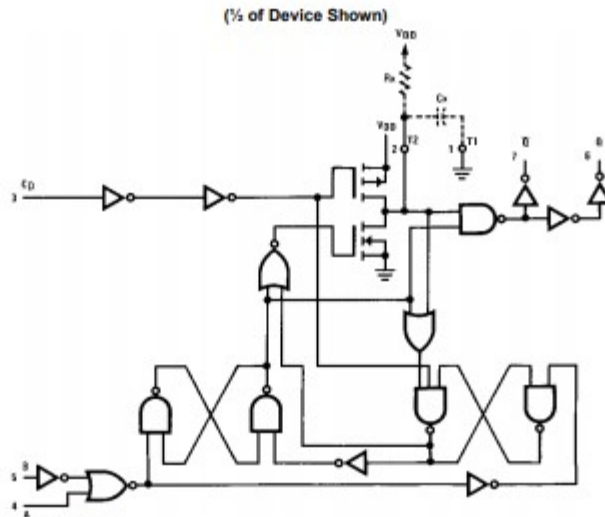 (½ of Device Shown)
VDD
Rx
Cx
VDD
2 T2
1 T1
Q̅
7
Q
6
3 CD
B
5
4
A